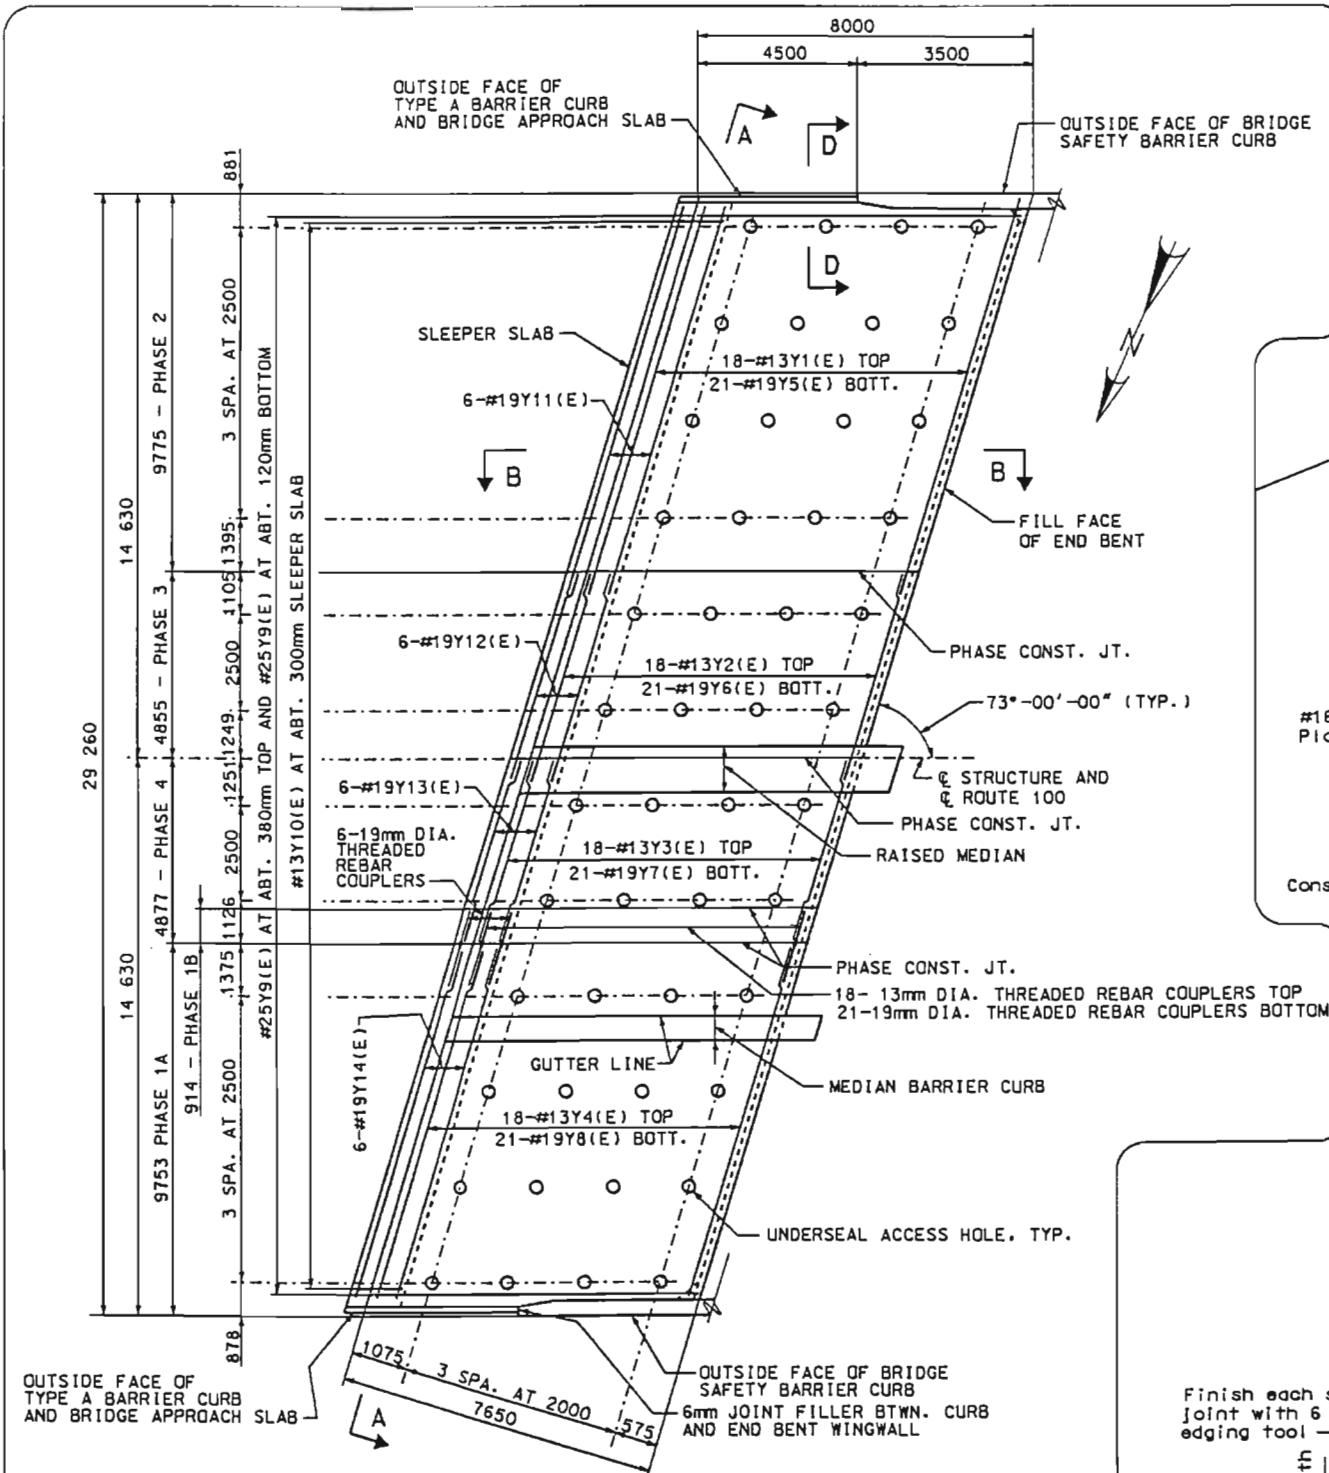 8000
4500
3500
OUTSIDE FACE OF
TYPE A BARRIER CURB
AND BRIDGE APPROACH SLAB
A
D
OUTSIDE FACE OF BRIDGE
SAFETY BARRIER CURB
881
D
N
SLEEPER SLAB
18-#13Y1(E) TOP
21-#19Y5(E) BOTT.
6-#19Y11(E)
B
B
FILL FACE
OF END BENT
29 260
14 630
14 630
9775 - PHASE 2
4855 - PHASE 3
4877 - PHASE 4
9753 PHASE 1A
914 - PHASE 1B
3 SPA. AT 2500
1395
1105
2500
1249
1251
2500
1126
1375
3 SPA. AT 2500
878
#25Y9(E) AT ABT. 380mm TOP AND #25Y9(E) AT ABT. 120mm BOTTOM
#13Y10(E) AT ABT. 300mm SLEEPER SLAB
PHASE CONST. JT.
6-#19Y12(E)
18-#13Y2(E) TOP
21-#19Y6(E) BOTT.
73°-00'-00" (TYP.)
℄ STRUCTURE AND
℄ ROUTE 100
PHASE CONST. JT.
6-#19Y13(E)
RAISED MEDIAN
6-19mm DIA.
THREADED
REBAR
COUPLERS
18-#13Y3(E) TOP
21-#19Y7(E) BOTT.
PHASE CONST. JT.
18- 13mm DIA. THREADED REBAR COUPLERS TOP
21-19mm DIA. THREADED REBAR COUPLERS BOTTOM
GUTTER LINE
MEDIAN BARRIER CURB
6-#19Y14(E)
18-#13Y4(E) TOP
21-#19Y8(E) BOTT.
UNDERSEAL ACCESS HOLE, TYP.
1075
3 SPA. AT 2000
575
7650
OUTSIDE FACE OF
TYPE A BARRIER CURB
AND BRIDGE APPROACH SLAB
A
OUTSIDE FACE OF BRIDGE
SAFETY BARRIER CURB
6mm JOINT FILLER BTWN. CURB
AND END BENT WINGWALL
#16
Cons
Finish each s
joint with 6
edging tool